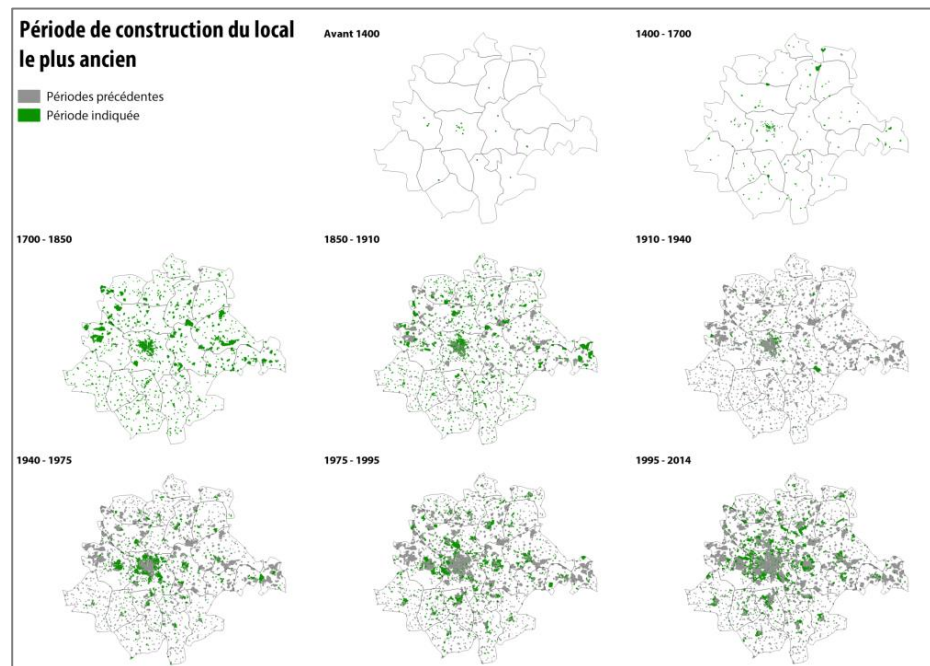 Période de construction du local
le plus ancien
Périodes précédentes
Période indiquée
Avant 1400
1400 - 1700
1700 - 1850
1850 - 1910
1910 - 1940
1940 - 1975
1975 - 1995
1995 - 2014